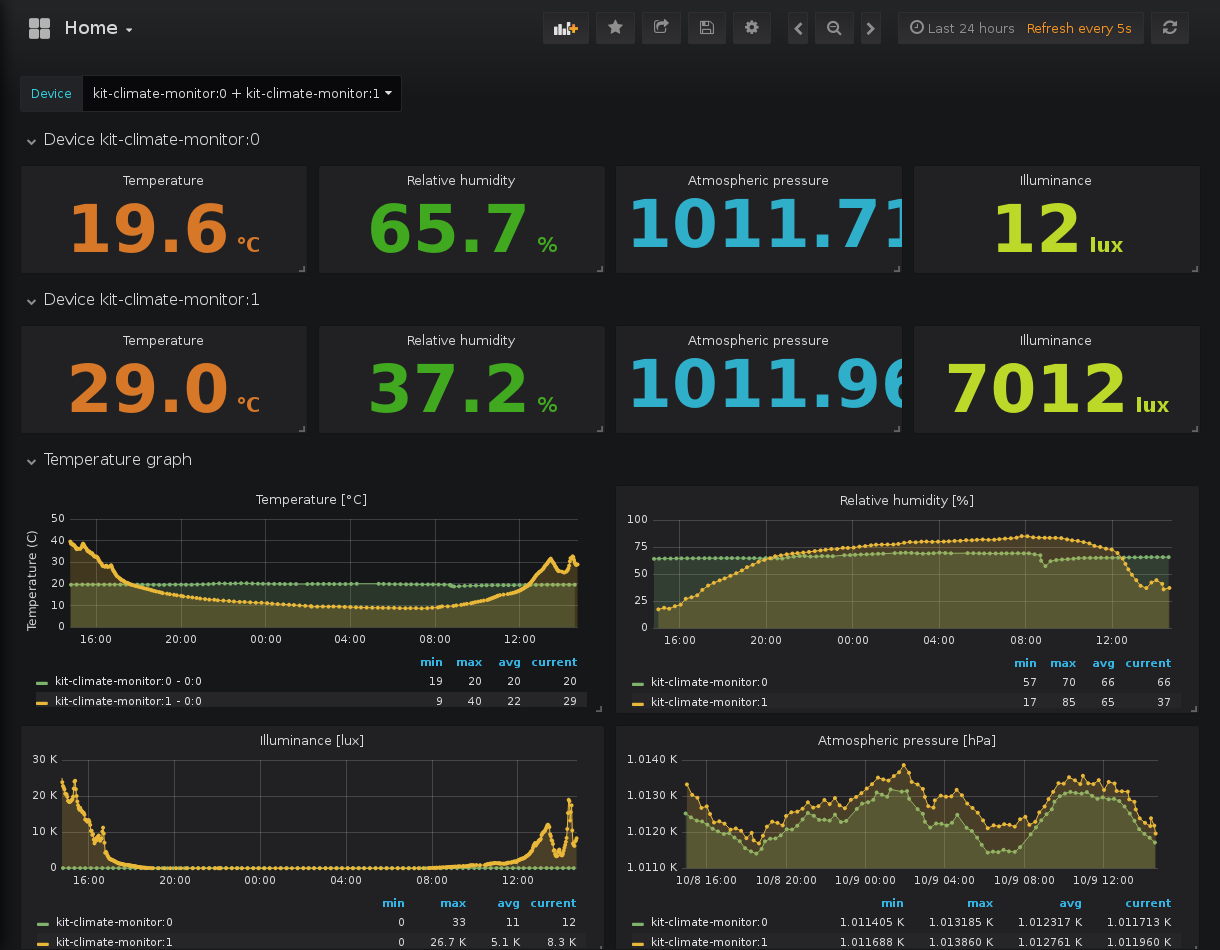 Home
Last 24 hours Refresh every 5s
Device kit-climate-monitor:0 + kit-climate-monitor:1
Device kit-climate-monitor:0
Temperature Relative humidity Atmospheric pressure Illuminance
19.6 °C 65.7 % 1011.71 12 lux
Device kit-climate-monitor:1
Temperature Relative humidity Atmospheric pressure Illuminance
29.0 °C 37.2 % 1011.96 7012 lux
Temperature graph
Temperature [°C]
Temperature (C)
50
40
30
20
10
0
16:00 20:00 00:00 04:00 08:00 12:00
min max avg current
kit-climate-monitor:0 - 0:0 19 20 20 20
kit-climate-monitor:1 - 0:0 9 40 22 29
Relative humidity [%]
100
75
50
25
0
16:00 20:00 00:00 04:00 08:00 12:00
min max avg current
kit-climate-monitor:0 57 70 66 66
kit-climate-monitor:1 17 85 65 37
Illuminance [lux]
30 K
20 K
10 K
0
16:00 20:00 00:00 04:00 08:00 12:00
min max avg current
kit-climate-monitor:0 0 33 11 12
kit-climate-monitor:1 0 26.7 K 5.1 K 8.3 K
Atmospheric pressure [hPa]
1.0140 K
1.0130 K
1.0120 K
1.0110 K
10/8 16:00 10/8 20:00 10/9 00:00 10/9 04:00 10/9 08:00 10/9 12:00
min max avg current
kit-climate-monitor:0 1.011405 K 1.013185 K 1.012317 K 1.011713 K
kit-climate-monitor:1 1.011688 K 1.013860 K 1.012761 K 1.011960 K